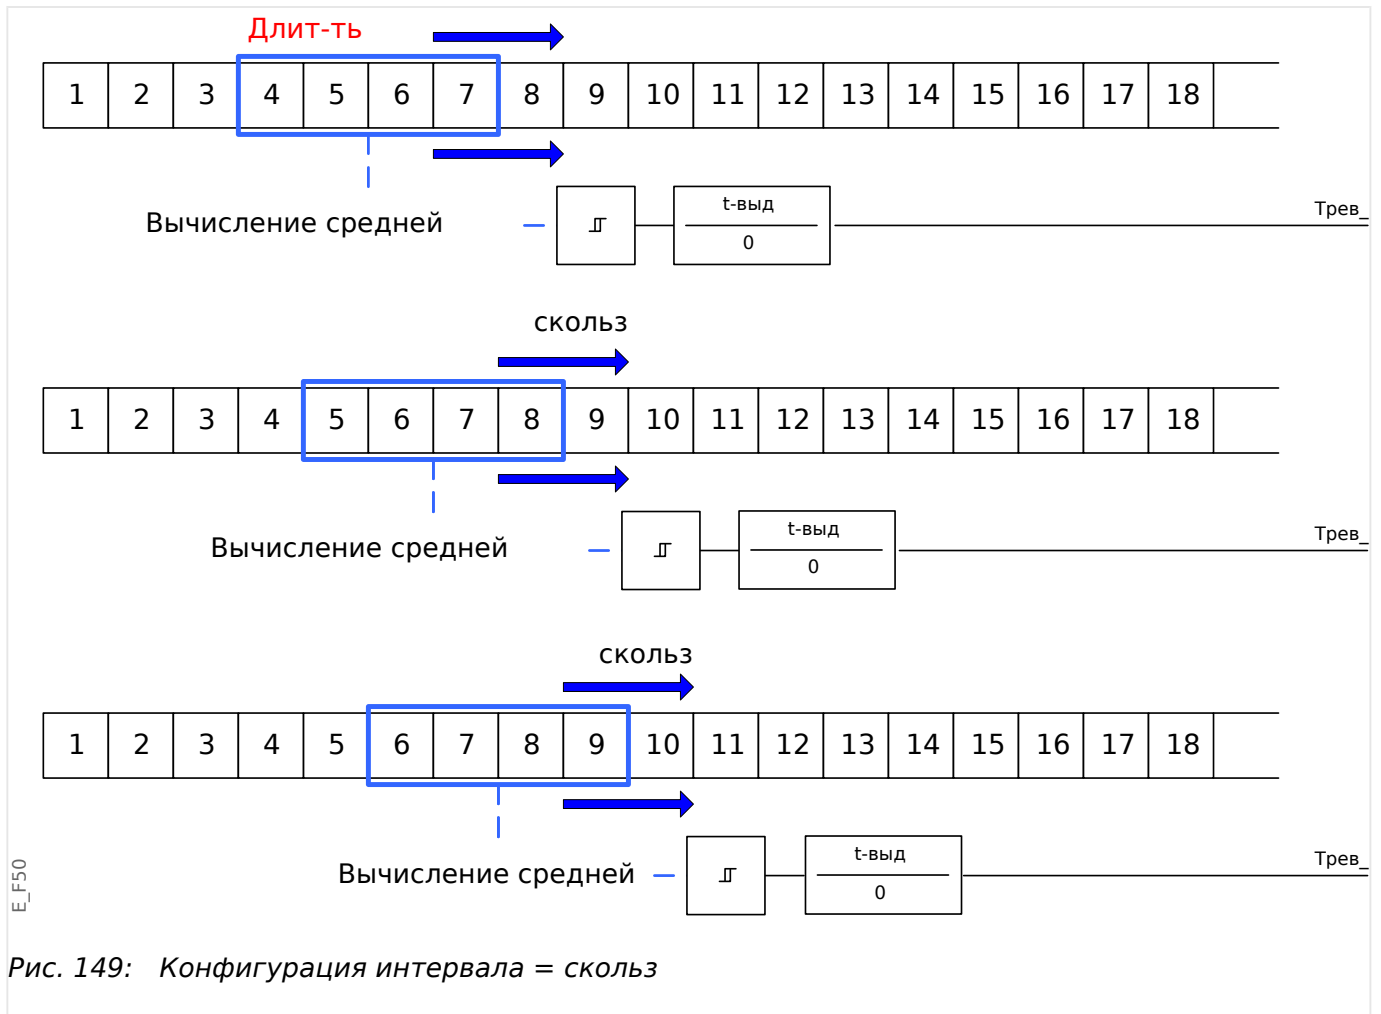 Длит-ть
1 2 3 4 5 6 7 8 9 10 11 12 13 14 15 16 17 18
Вычисление средней
t-выд
0
Трев_
скольз
1 2 3 4 5 6 7 8 9 10 11 12 13 14 15 16 17 18
Вычисление средней
t-выд
0
Трев_
скольз
1 2 3 4 5 6 7 8 9 10 11 12 13 14 15 16 17 18
Вычисление средней
t-выд
0
Трев_
E_F50
Рис. 149: Конфигурация интервала = скольз